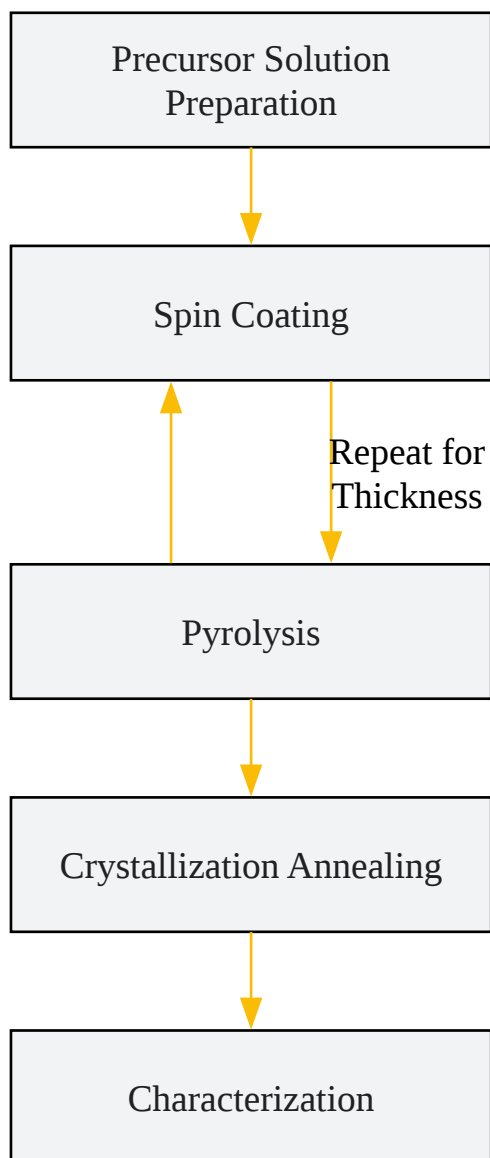 Precursor Solution
Preparation
Spin Coating
Repeat for
Thickness
Pyrolysis
Crystallization Annealing
Characterization